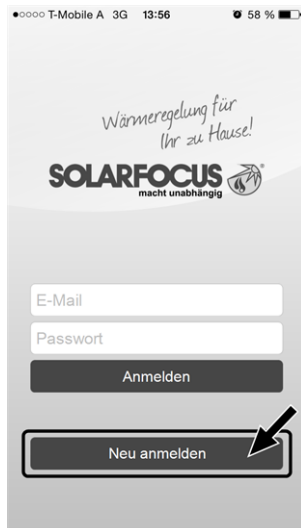 ●○○○○ T-Mobile A 3G 13:56 58 %
Wärmeregelung für
Ihr zu Hause!
SOLARFOCUS®
macht unabhängig
E-Mail
Passwort
Anmelden
Neu anmelden